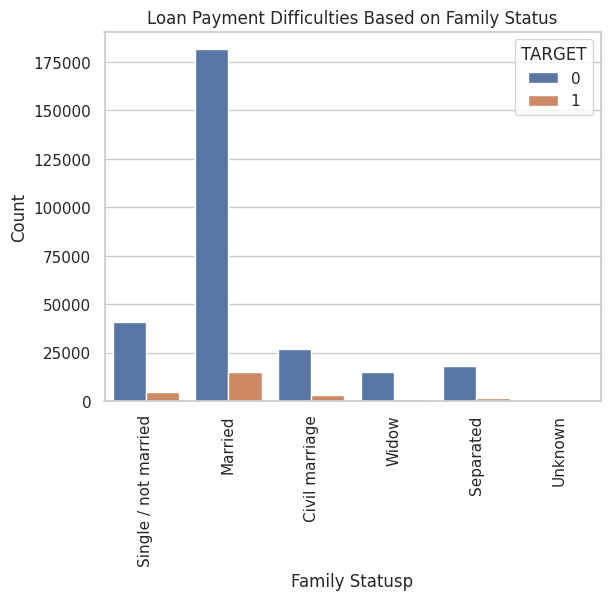 Loan Payment Difficulties Based on Family Status
TARGET
0
1
175000
150000
125000
100000
75000
50000
25000
0
Count
Single / not married
Married
Civil marriage
Widow
Separated
Unknown
Family Statusp